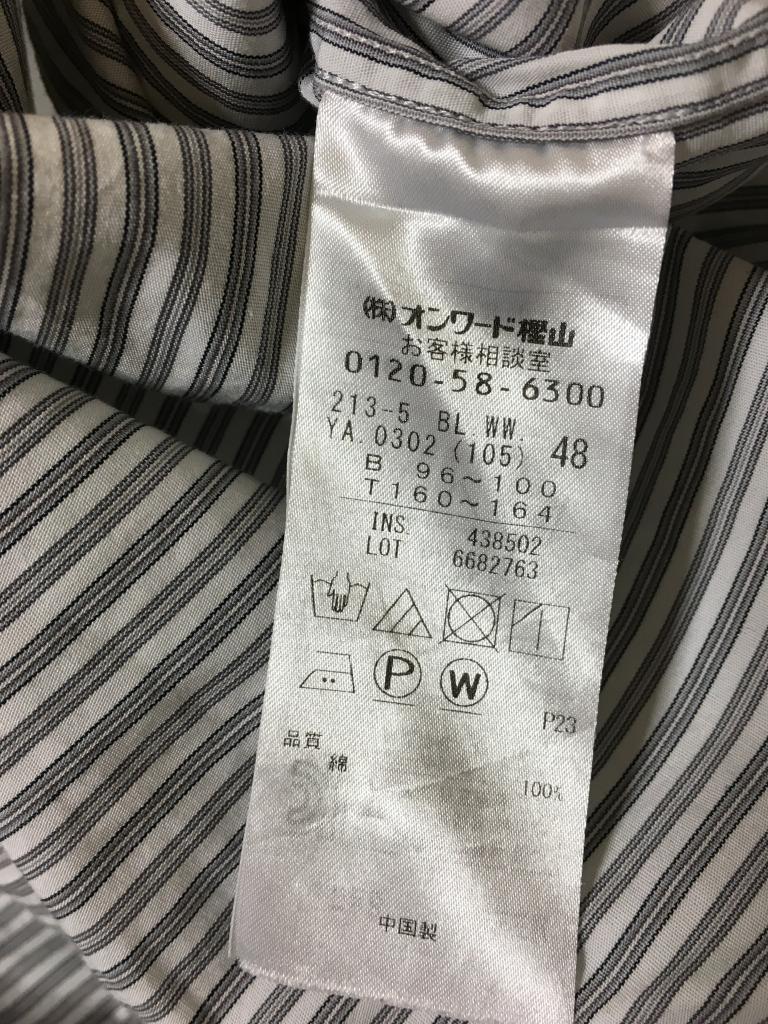 (株)オンワード樫山
お客様相談室
0120-58-6300
213-5 BL WW. 48
YA.0302 (105)
B 96～100
T160～164
INS. 438502
LOT 6682763
P W
P23
品質
綿 100%
中国製